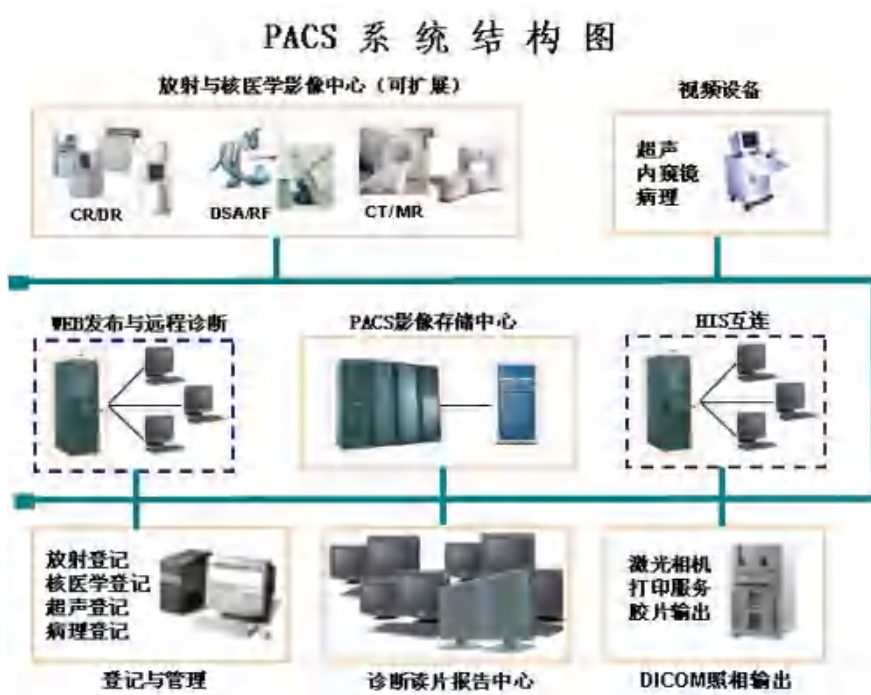 PACS 系统结构图
放射与核医学影像中心（可扩展）
视频设备
CR/DR
DSA/RF
CT/MR
超声
内窥镜
病理
WEB发布与远程诊断
PACS影像存储中心
HIS互连
放射登记
核医学登记
超声登记
病理登记
激光相机
打印服务
胶片输出
登记与管理
诊断读片报告中心
DICOM照相输出